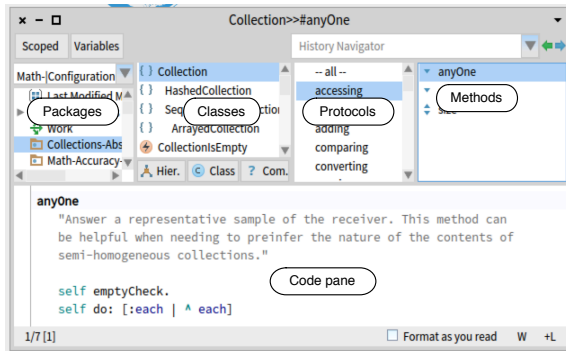 Collection>>#anyOne
Scoped Variables History Navigator
Math-|Configuration
Last Modified M
Packages
Work
Collections-Abs
Math-Accuracy-
{ } Collection
{ } HashedCollection
{ } Classes
{ } ArrayedCollection
CollectionIsEmpty
Hier. Class ? Com.
-- all --
accessing
Protocols
adding
comparing
converting
anyOne
Methods
size
anyOne
"Answer a representative sample of the receiver. This method can
be helpful when needing to preinfer the nature of the contents of
semi-homogeneous collections."
Code pane
self emptyCheck.
self do: [:each | ^ each]
1/7 [1] Format as you read W +L